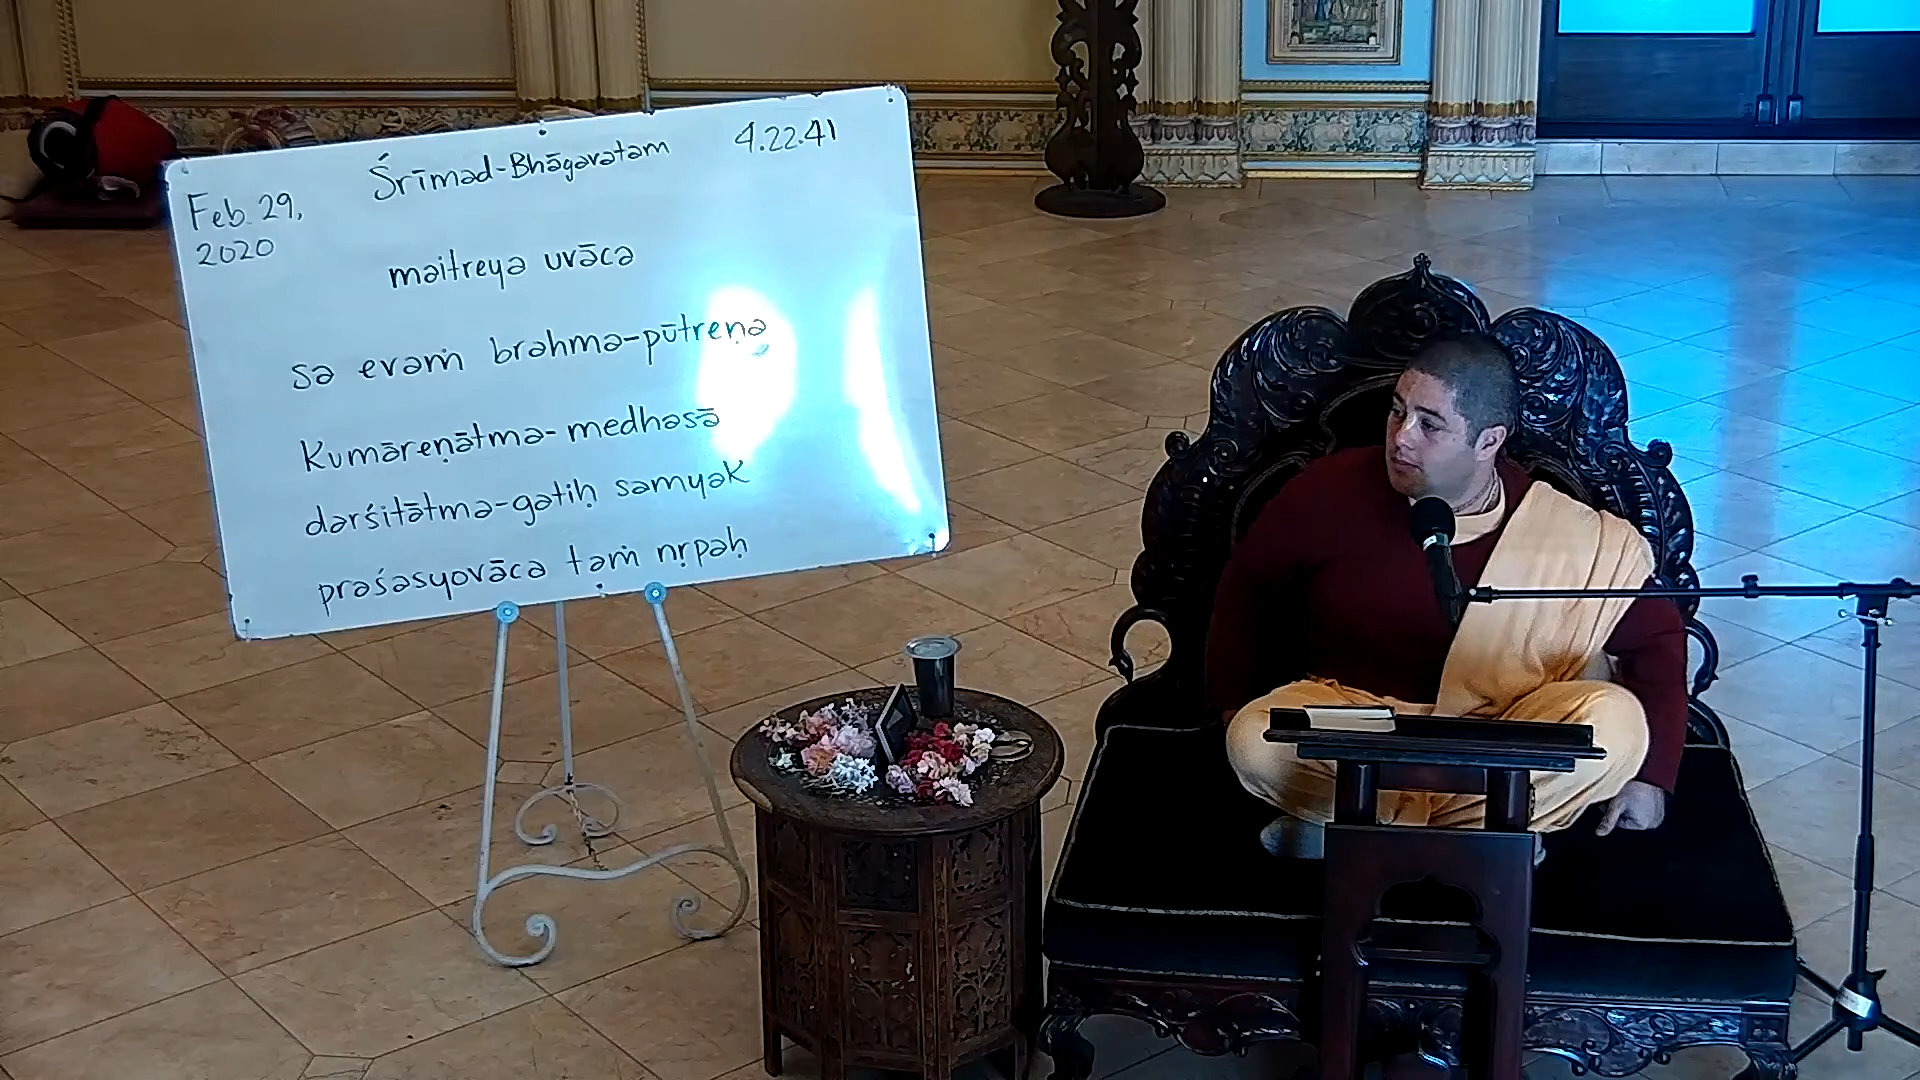 Śrīmad-Bhāgavatam 4.22.41
Feb. 29,
2020
maitreya uvāca
sa evaṁ brahma-pūtreṇa
Kumāreṇātma-medhasā
darśitātma-gatiḥ samyak
praśasyovāca ṭaṁ nṛpaḥ